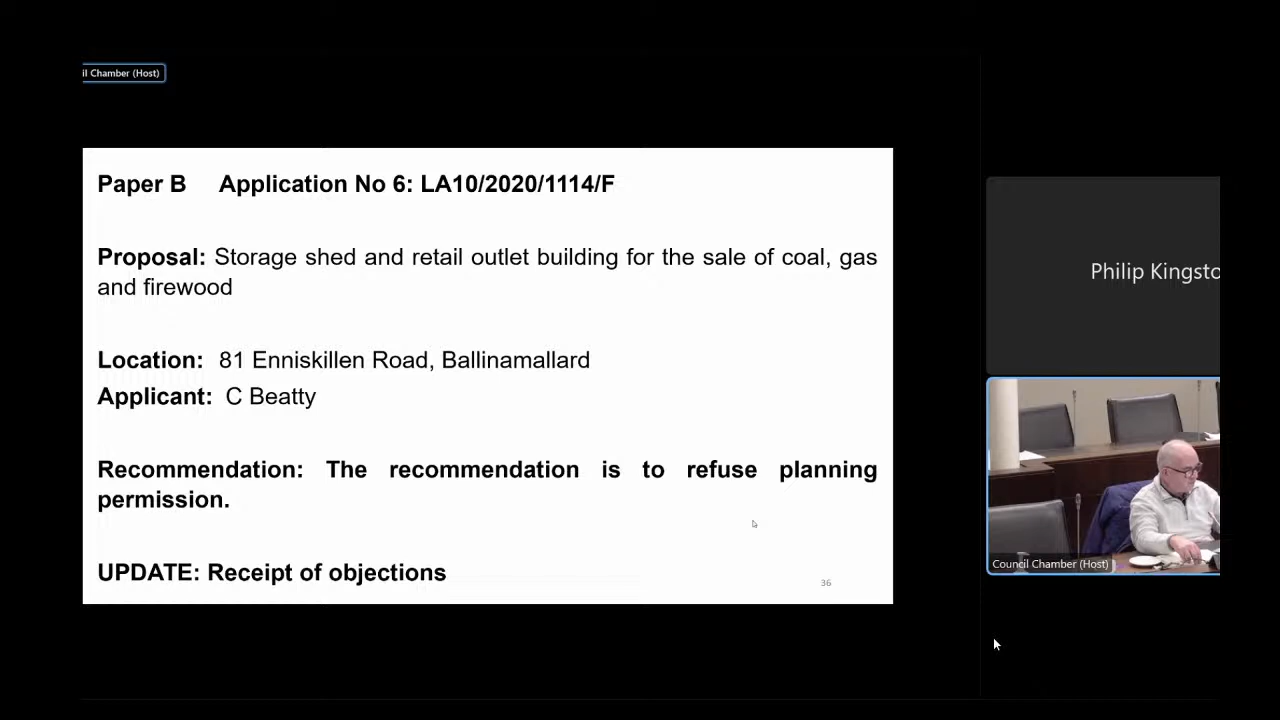 il Chamber (Host)
Paper B Application No 6: LA10/2020/1114/F
Proposal: Storage shed and retail outlet building for the sale of coal, gas
and firewood
Location: 81 Enniskillen Road, Ballinamallard
Applicant: C Beatty
Recommendation: The recommendation is to refuse planning
permission.
UPDATE: Receipt of objections
36
Philip Kingsto
Council Chamber (Host)